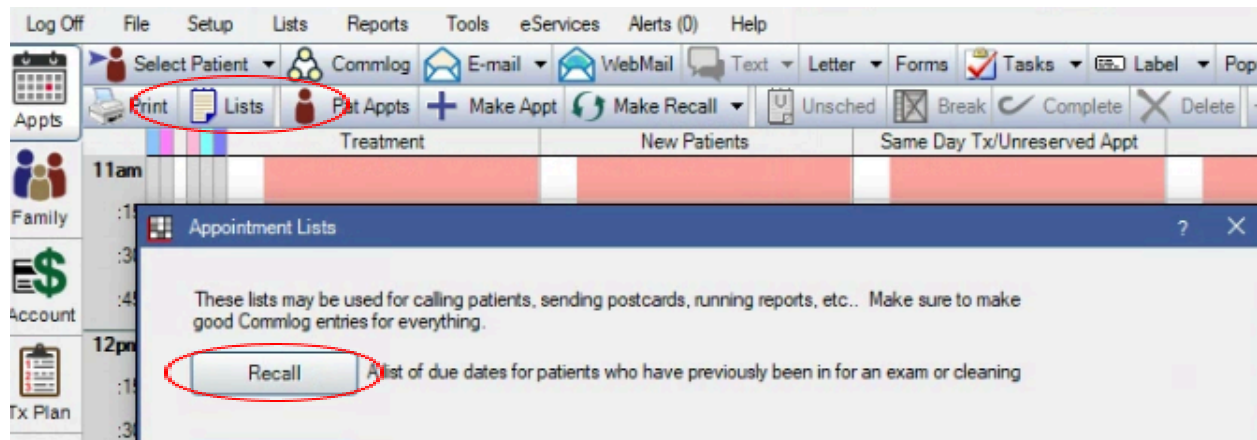 Log Off File Setup Lists Reports Tools eServices Alerts (0) Help
Select Patient Commlog E-mail WebMail Text Letter Forms Tasks Label Pop
Appts
Print Lists Pat Appts Make Appt Make Recall Unsched Break Complete Delete
Treatment New Patients Same Day Tx/Unreserved Appt
11am
Family
Appointment Lists ?
Account
These lists may be used for calling patients, sending postcards, running reports, etc.. Make sure to make
good Commlog entries for everything.
Recall A list of due dates for patients who have previously been in for an exam or cleaning
Tx Plan